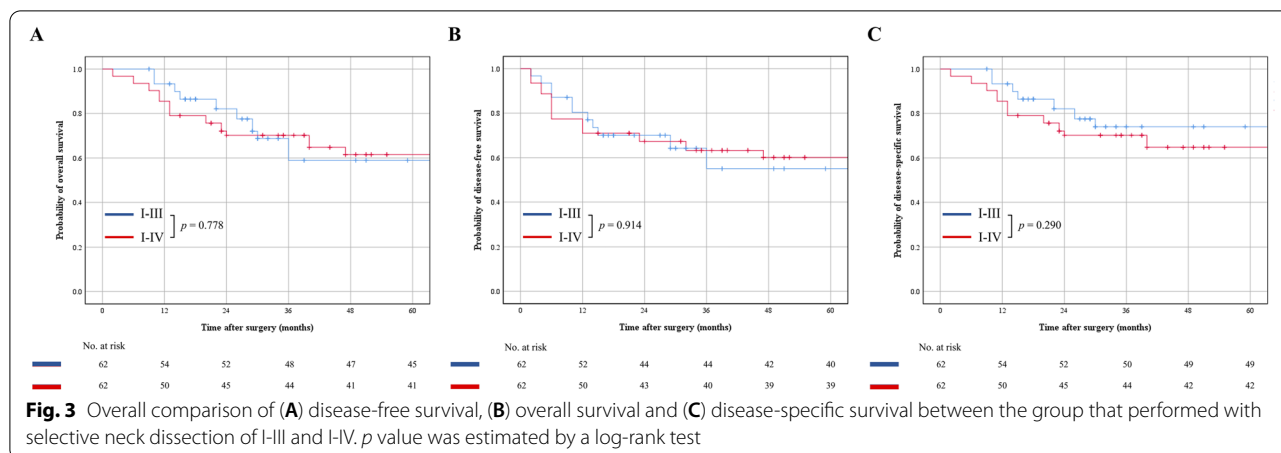 A
B
C
Probability of overall survival
1.0
0.8
0.6
0.4
0.2
0.0
I-III
I-IV
p = 0.778
0 12 24 36 48 60
Time after surgery (months)
No. at risk
62 54 52 48 47 45
62 50 45 44 41 41
Probability of disease-free survival
1.0
0.8
0.6
0.4
0.2
0.0
I-III
I-IV
p = 0.914
0 12 24 36 48 60
Time after surgery (months)
No. at risk
62 52 44 44 42 40
62 50 43 40 39 39
Probability of disease-specific survival
1.0
0.8
0.6
0.4
0.2
0.0
I-III
I-IV
p = 0.290
0 12 24 36 48 60
Time after surgery (months)
No. at risk
62 54 52 50 49 49
62 50 45 44 42 42
Fig. 3 Overall comparison of (A) disease-free survival, (B) overall survival and (C) disease-specific survival between the group that performed with
selective neck dissection of I-III and I-IV. p value was estimated by a log-rank test